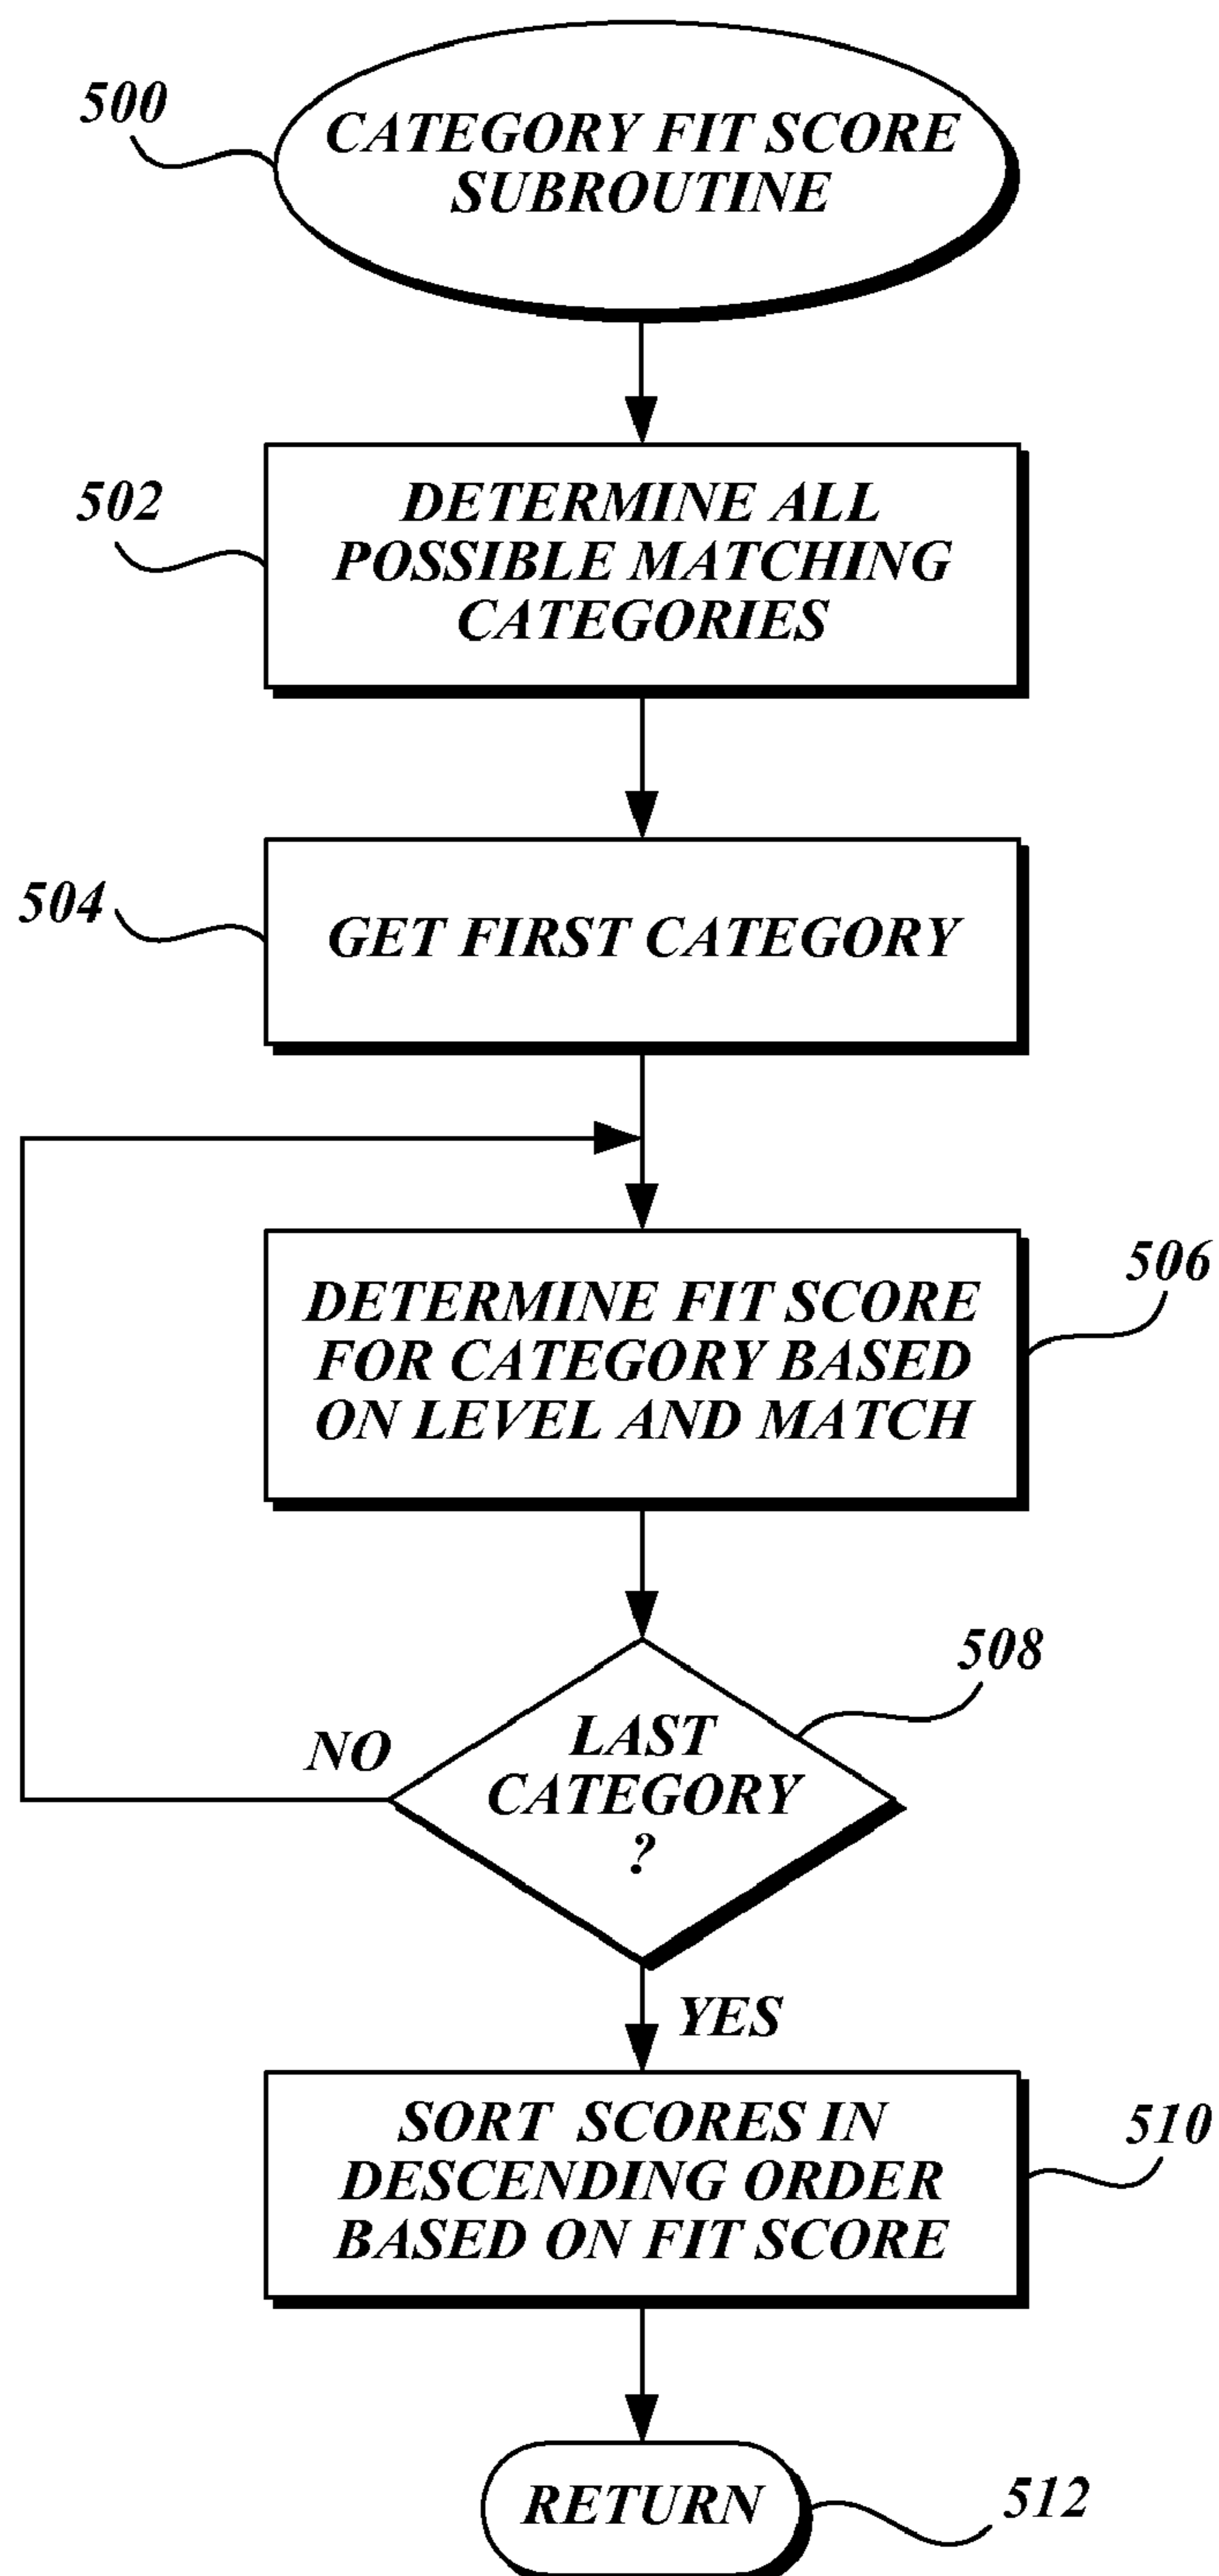 500
CATEGORY FIT SCORE
SUBROUTINE
502
DETERMINE ALL
POSSIBLE MATCHING
CATEGORIES
504
GET FIRST CATEGORY
506
DETERMINE FIT SCORE
FOR CATEGORY BASED
ON LEVEL AND MATCH
508
LAST
CATEGORY
?
NO
YES
510
SORT SCORES IN
DESCENDING ORDER
BASED ON FIT SCORE
RETURN
512